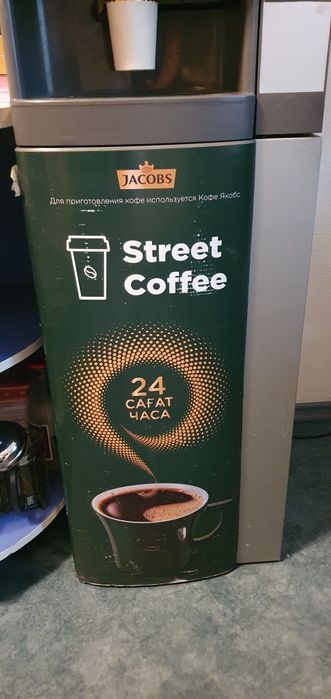 JACOBS
Для приготовления кофе используется Кофе Якобс
Street
Coffee
24
САҒАТ
ЧАСА